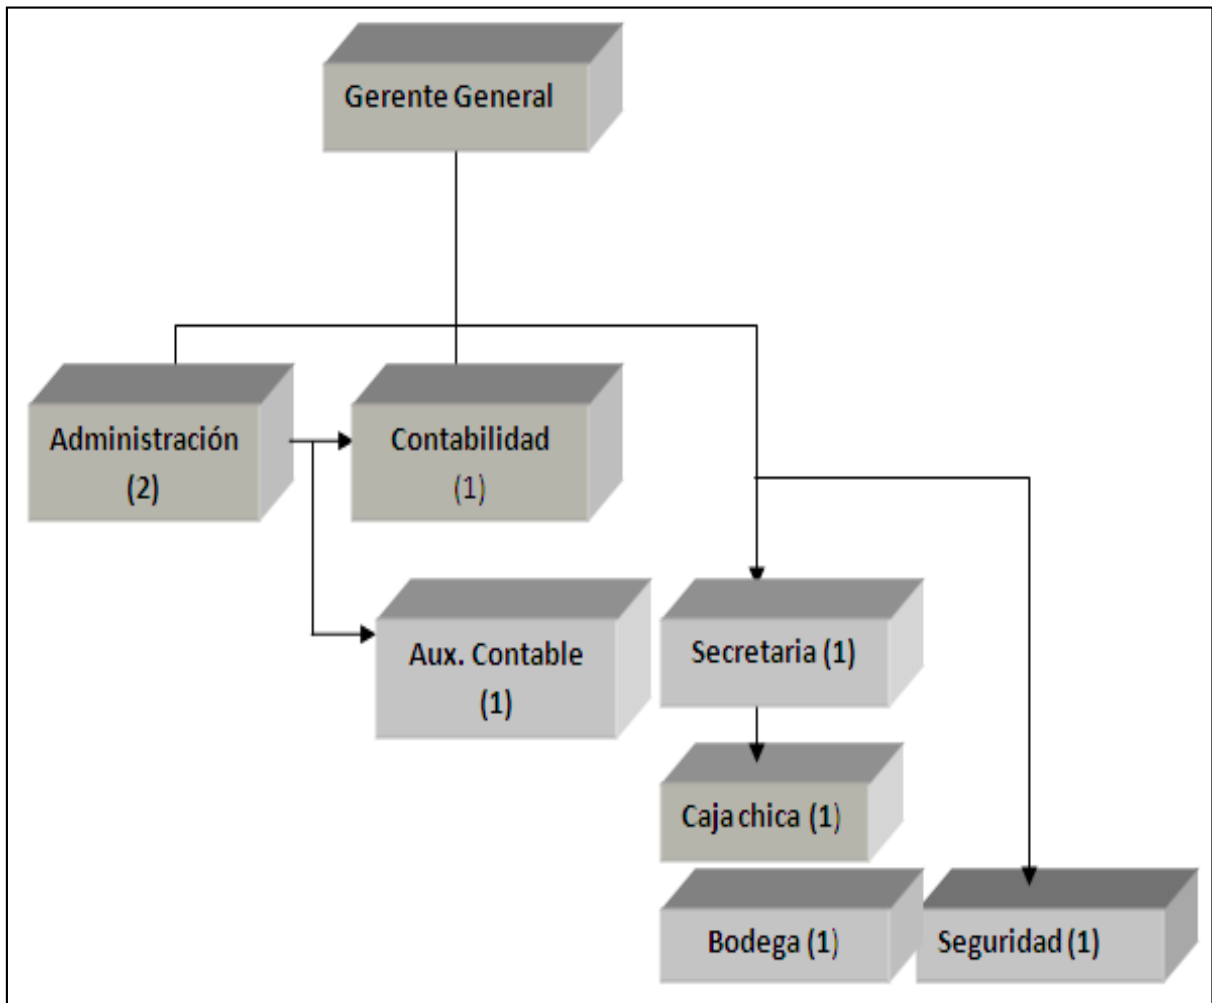 Gerente General
Administración
(2)
Contabilidad
(1)
Aux. Contable
(1)
Secretaria (1)
Caja chica (1)
Bodega (1)
Seguridad (1)